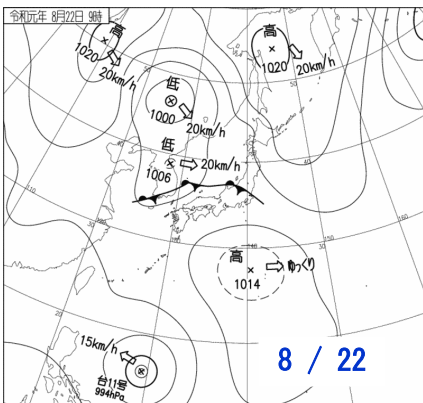 令和元年 8月22日 9時
高
1020
20km/h
高
1020
20km/h
低
1000
20km/h
低
1006
20km/h
高
1014
ゆっくり
15km/h
台11号
994hPa
8 / 22